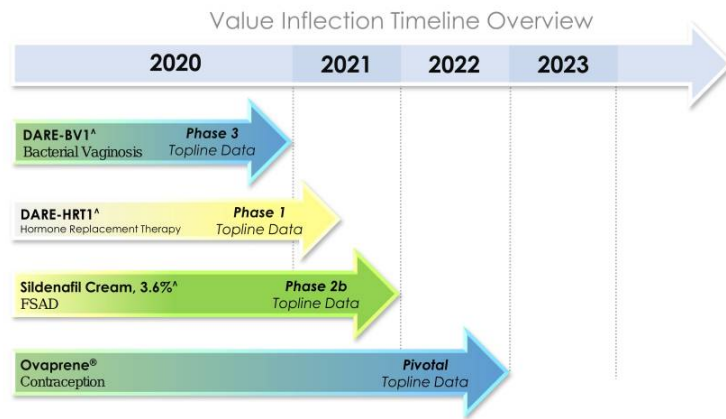 Value Inflection Timeline Overview
2020 2021 2022 2023
DARE-BV1^ Phase 3
Bacterial Vaginosis Topline Data
DARE-HRT1^ Phase 1
Hormone Replacement Therapy Topline Data
Sildenafil Cream, 3.6%^ Phase 2b
FSAD Topline Data
Ovaprene® Pivotal
Contraception Topline Data